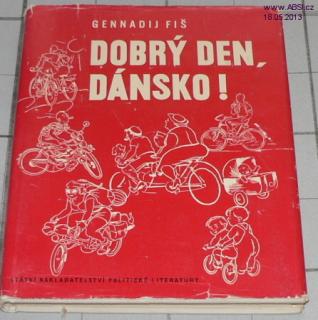 www.ABSI.cz
18.05.2013
GENNADIJ FIŠ
DOBRÝ DEN,
DÁNSKO!
STÁTNÍ NAKLADATELSTVÍ POLITICKÉ LITERATURY